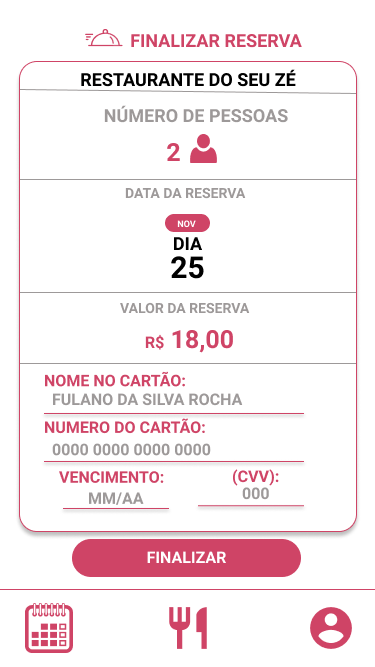 FINALIZAR RESERVA
RESTAURANTE DO SEU ZÉ
NÚMERO DE PESSOAS
2
DATA DA RESERVA
NOV
DIA
25
VALOR DA RESERVA
R$ 18,00
NOME NO CARTÃO:
FULANO DA SILVA ROCHA
NUMERO DO CARTÃO:
0000 0000 0000 0000
VENCIMENTO: (CVV):
MM/AA 000
FINALIZAR